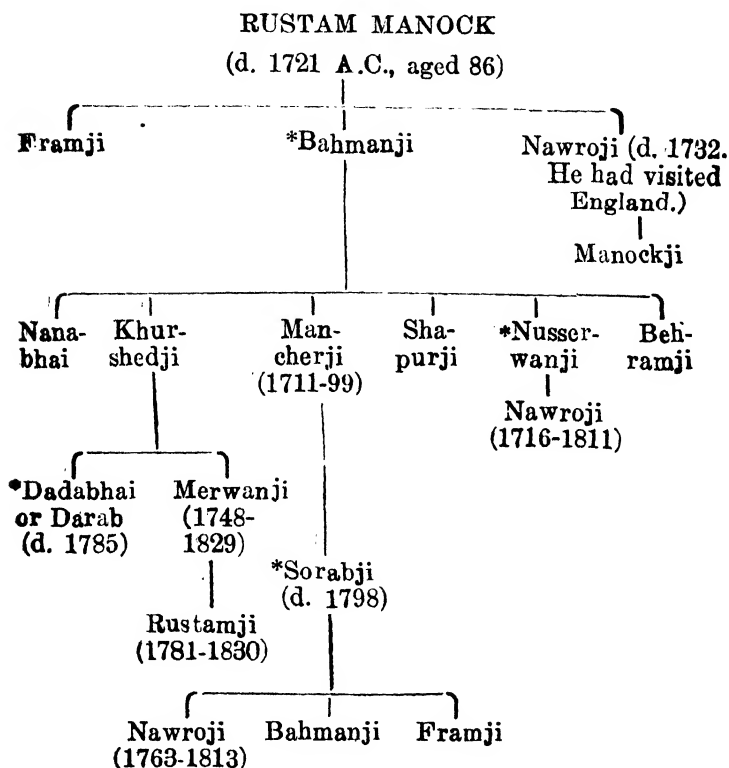 RUSTAM MANOCK
(d. 1721 A.C., aged 86)
Framji *Bahmanji Nawroji (d. 1732.
He had visited
England.)
Manockji
Nana- Khur- Man- Sha- *Nusser- Beh-
bhai shedji cherji purji wanji ramji
(1711-99)
Nawroji
(1716-1811)
*Dadabhai Merwanji
or Darab (1748-
(d. 1785) 1829)
*Sorabji
(d. 1798)
Rustamji
(1781-1830)
Nawroji Bahmanji Framji
(1763-1813)